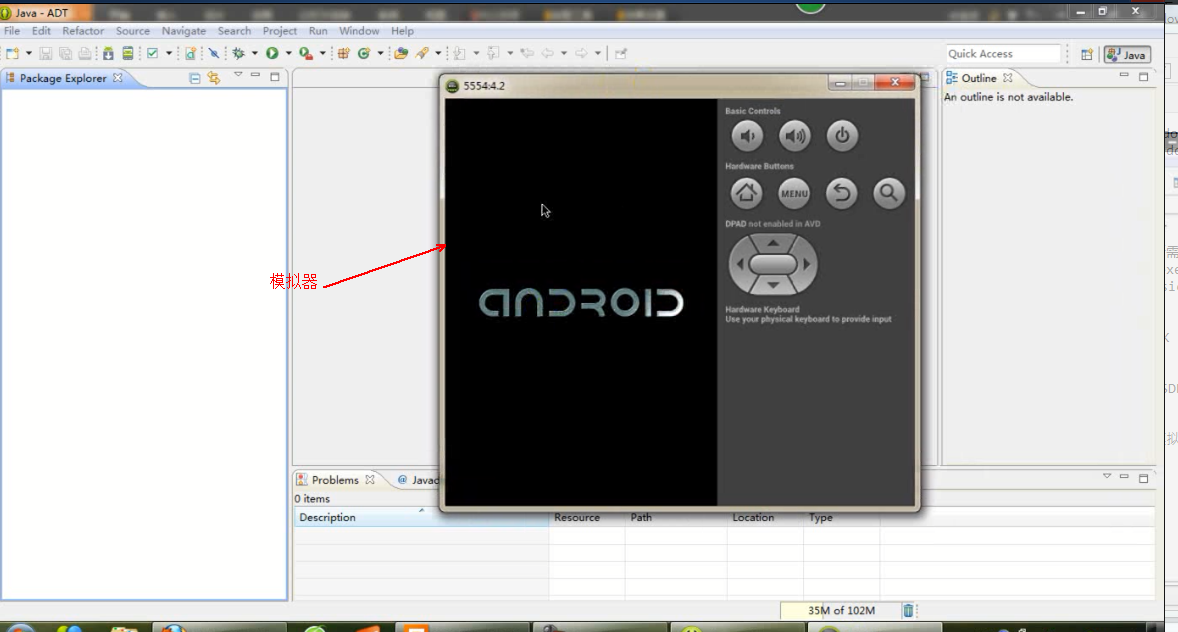 Java - ADT
File Edit Refactor Source Navigate Search Project Run Window Help
Quick Access
Java
Package Explorer
5554:4.2
Outline
An outline is not available.
Basic Controls
Hardware Buttons
MENU
DPAD not enabled in AVD
模拟器
ANDROID
Hardware Keyboard
Use your physical keyboard to provide input
Problems
@ Javad
0 items
Description Resource Path Location Type
35M of 102M